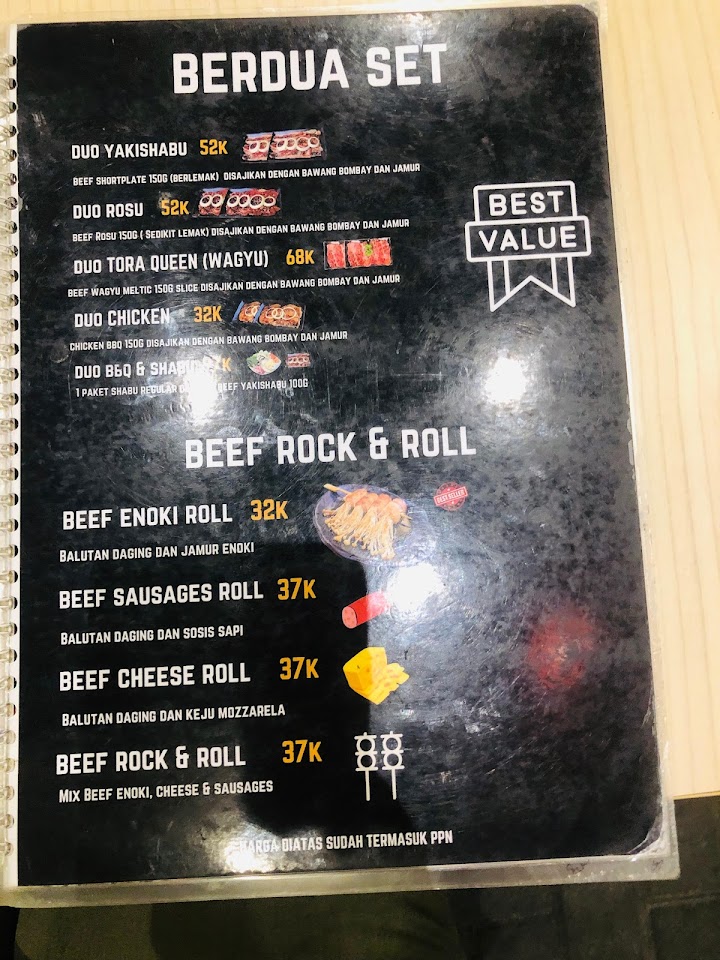 BERDUA SET
DUO YAKISHABU 52K
BEEF SHORTPLATE 150G (BERLEMAK) DISAJIKAN DENGAN BAWANG BOMBAY DAN JAMUR
DUO ROSU 52K
BEEF ROSU 150G ( SEDIKIT LEMAK) DISAJIKAN DENGAN BAWANG BOMBAY DAN JAMUR
DUO TORA QUEEN (WAGYU) 68K
BEEF WAGYU MELTIC 150G SLICE DISAJIKAN DENGAN BAWANG BOMBAY DAN JAMUR
BEST
VALUE
DUO CHICKEN 32K
CHICKEN BBQ 150G DISAJIKAN DENGAN BAWANG BOMBAY DAN JAMUR
DUO BBQ & SHABU
1 PAKET SHABU REGULAR BEEF YAKISHABU 100G
BEEF ROCK & ROLL
BEEF ENOKI ROLL 32K
BEST SELLER
BALUTAN DAGING DAN JAMUR ENOKI
BEEF SAUSAGES ROLL 37K
BALUTAN DAGING DAN SOSIS SAPI
BEEF CHEESE ROLL 37K
BALUTAN DAGING DAN KEJU MOZZARELA
BEEF ROCK & ROLL 37K
MIX BEEF ENOKI, CHEESE & SAUSAGES
HARGA DIATAS SUDAH TERMASUK PPN